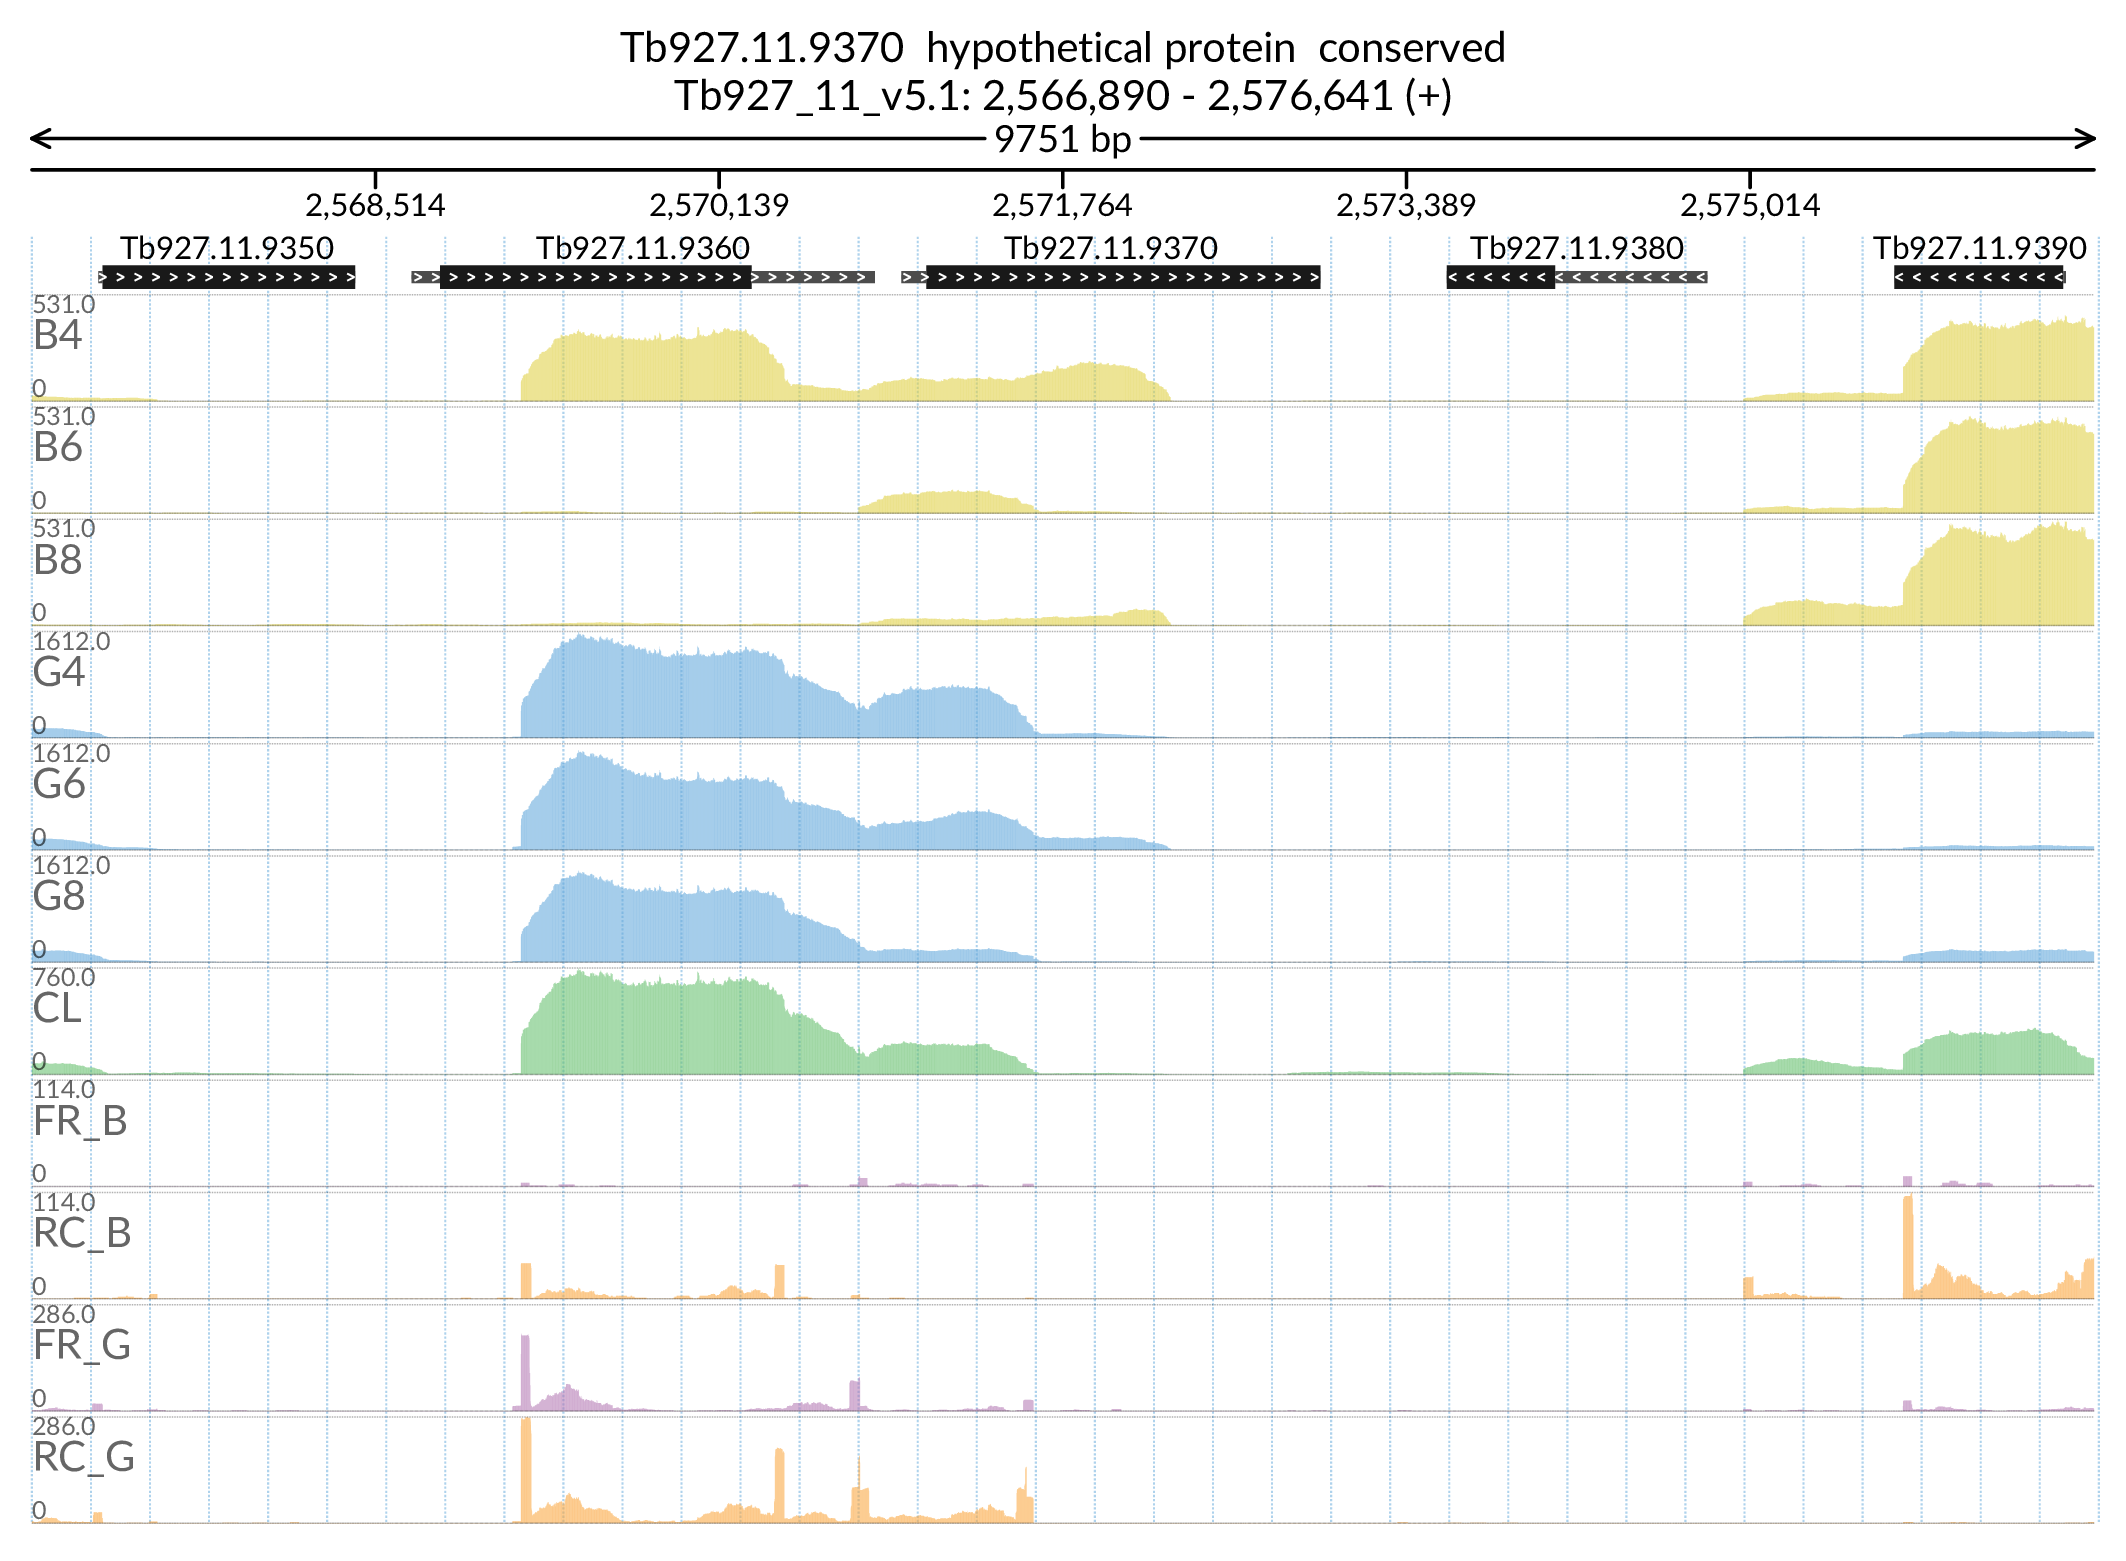 Tb927.11.9370  hypothetical protein  conserved
Tb927_11_v5.1: 2,566,890 - 2,576,641 (+)
9751 bp
2,568,514 2,570,139 2,571,764 2,573,389 2,575,014
Tb927.11.9350 Tb927.11.9360 Tb927.11.9370 Tb927.11.9380 Tb927.11.9390
531.0
B4
0
531.0
B6
0
531.0
B8
0
1612.0
G4
0
1612.0
G6
0
1612.0
G8
0
760.0
CL
0
114.0
FR_B
0
114.0
RC_B
0
286.0
FR_G
0
286.0
RC_G
0